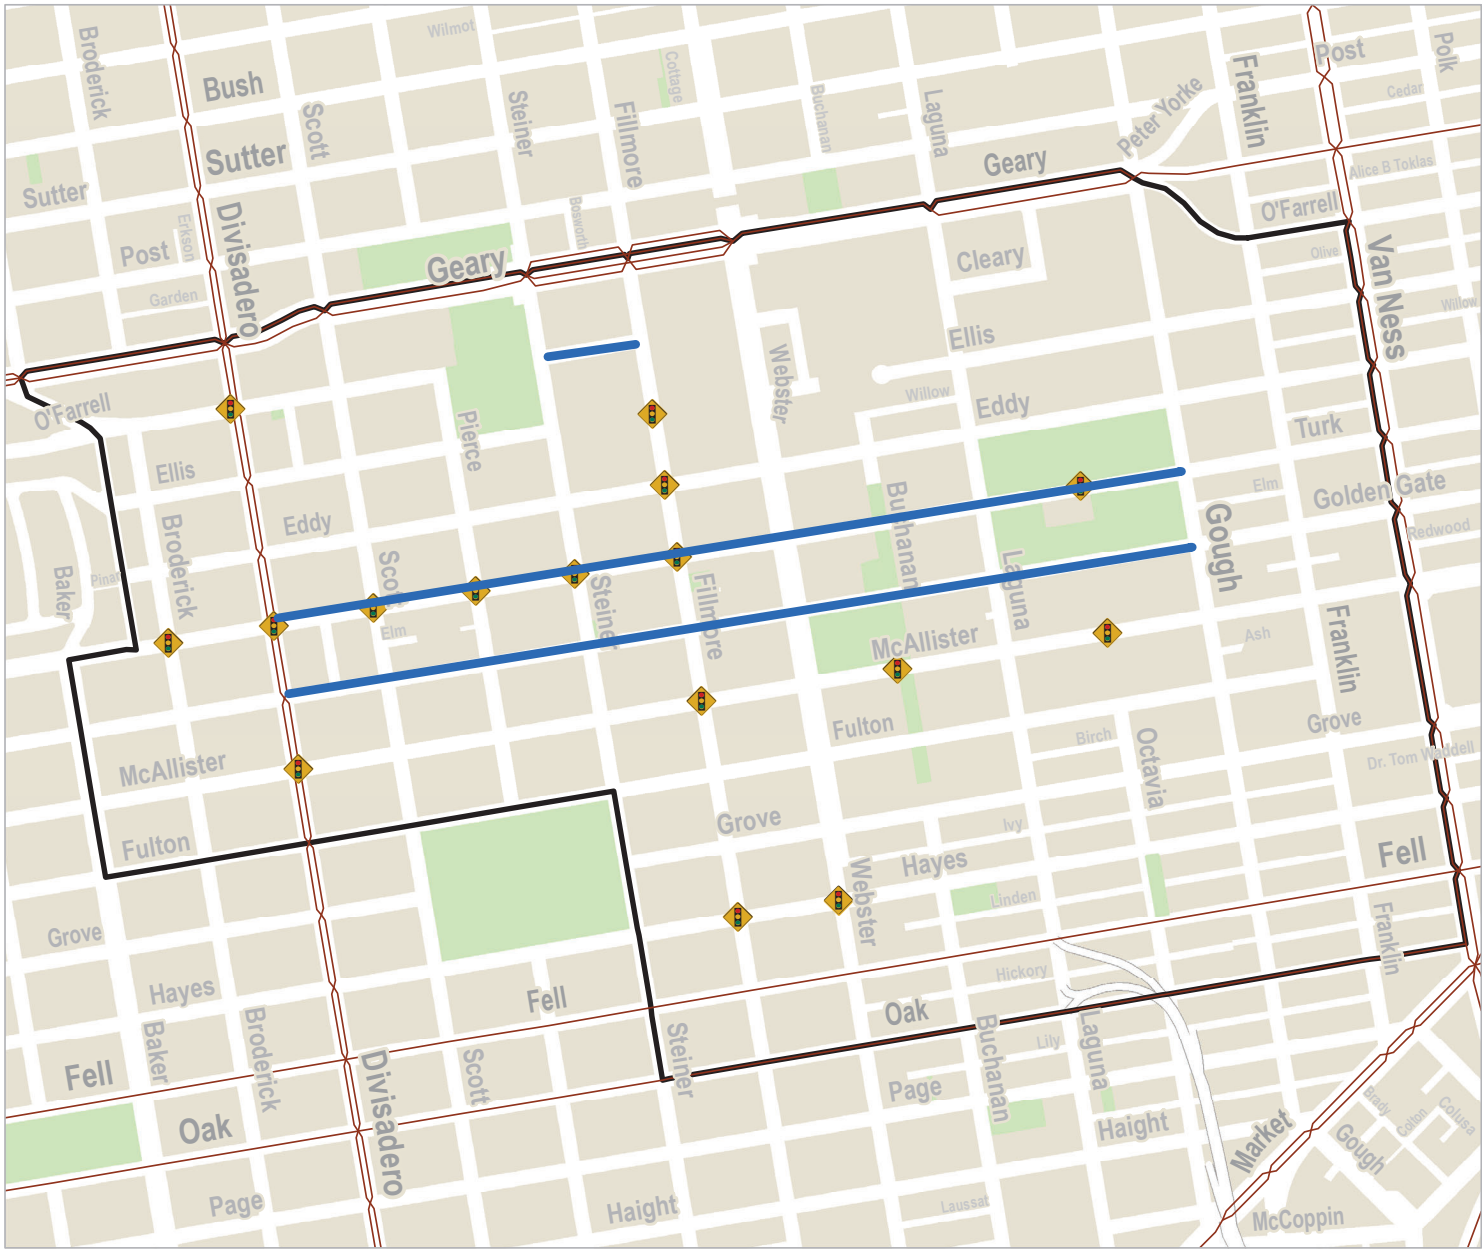 Broderick
Wilmot
Post
Polk
Bush
Cottage
Franklin
Cedar
Scott
Steiner
Fillmore
Buchanan
Laguna
Peter Yorke
Sutter
Geary
Alice B Toklas
Sutter
Bosworth
O'Farrell
Erkson
Divisadero
Post
Geary
Cleary
Olive
Van Ness
Garden
Willow
Ellis
Webster
Willow
O'Farrell
Eddy
Pierce
Turk
Ellis
Elm
Golden Gate
Buchanan
Gough
Eddy
Redwood
Broderick
Scott
Baker
Pinar
Steiner
Fillmore
Laguna
Elm
McAllister
Ash
Franklin
Fulton
Grove
Birch
Octavia
Dr. Tom Waddell
McAllister
Grove
Ivy
Fulton
Hayes
Fell
Webster
Linden
Grove
Franklin
Hickory
Hayes
Fell
Oak
Baker
Broderick
Steiner
Buchanan
Lily
Laguna
Fell
Divisadero
Scott
Page
Brady
Colton
Colusa
Oak
Haight
Market
Gough
Page
Haight
Laussat
McCoppin